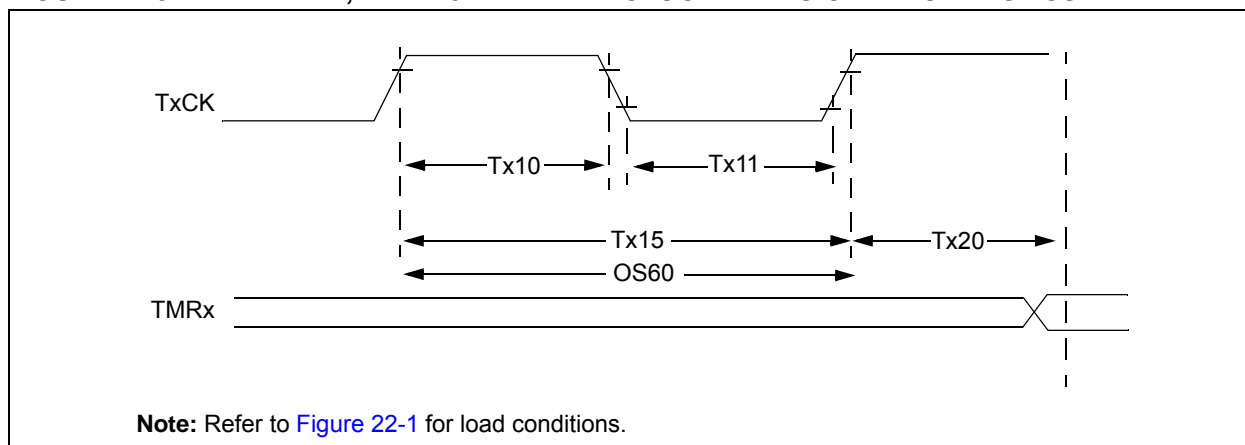 TxCK
Tx10
Tx11
Tx15
Tx20
OS60
TMRx
Note: Refer to Figure 22-1 for load conditions.